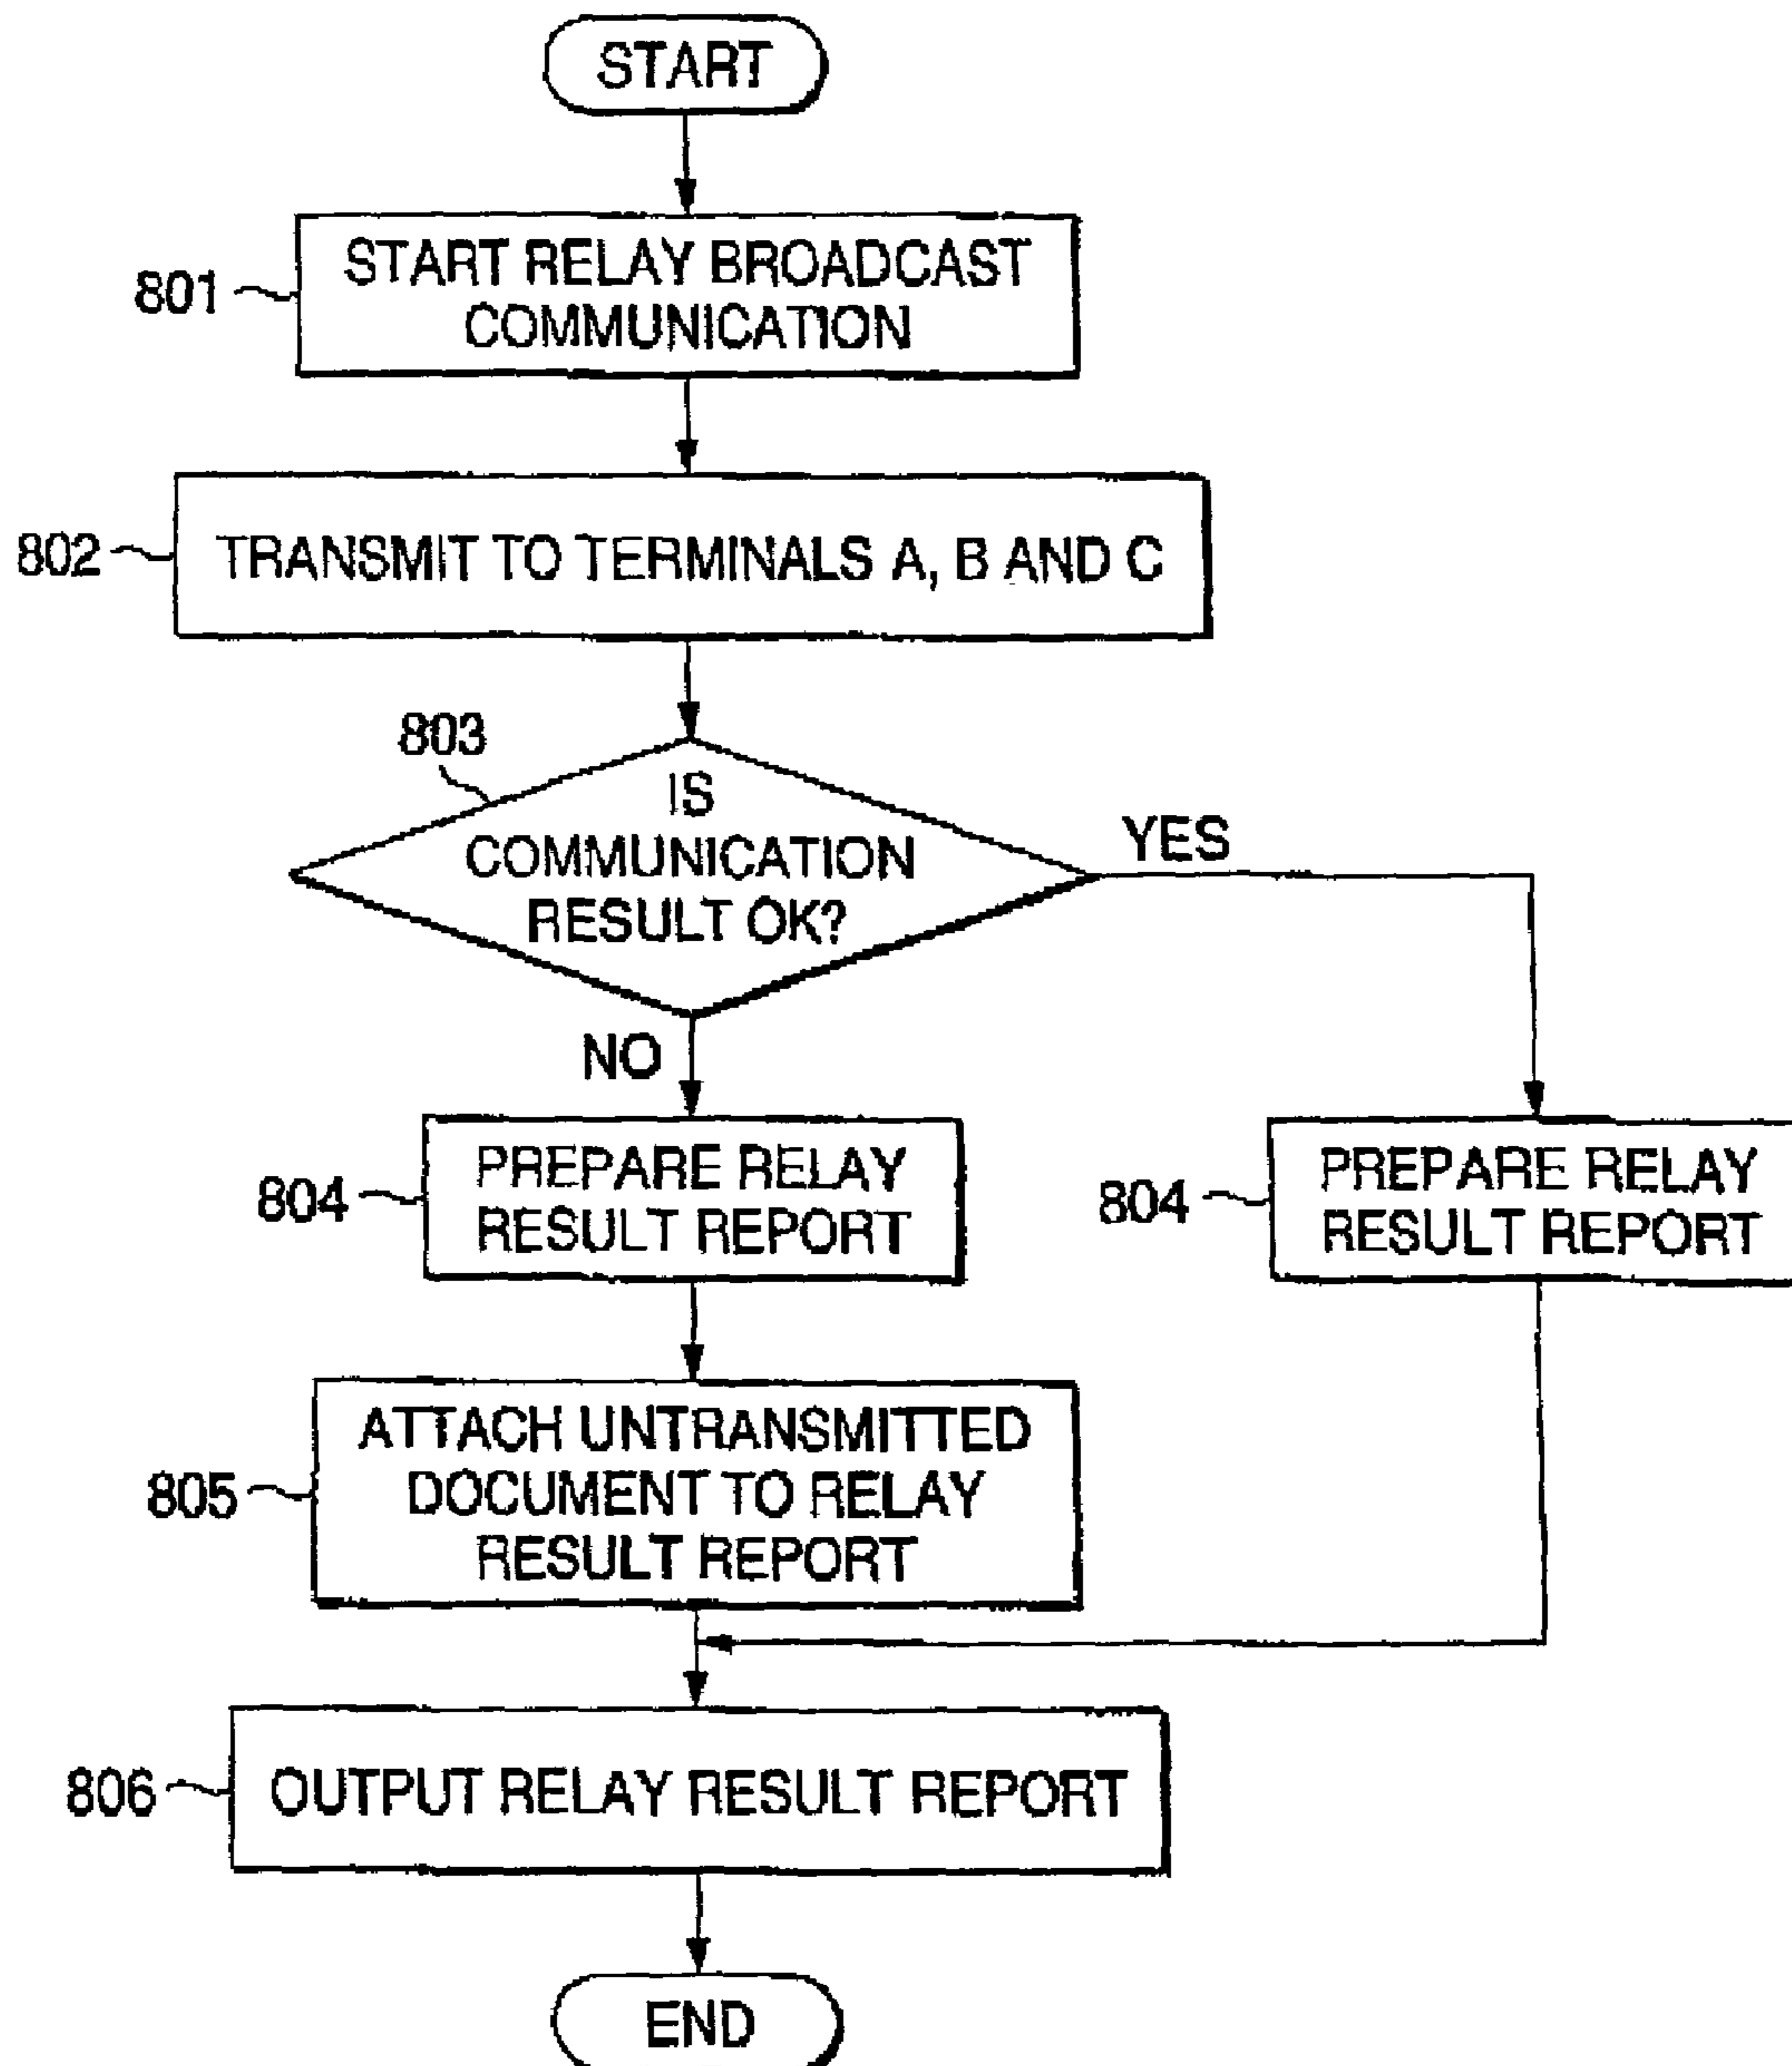 START
801
START RELAY BROADCAST
COMMUNICATION
802
TRANSMIT TO TERMINALS A, B AND C
803
IS
COMMUNICATION
RESULT OK?
YES
NO
804
PREPARE RELAY
RESULT REPORT
804
PREPARE RELAY
RESULT REPORT
805
ATTACH UNTRANSMITTED
DOCUMENT TO RELAY
RESULT REPORT
806
OUTPUT RELAY RESULT REPORT
END